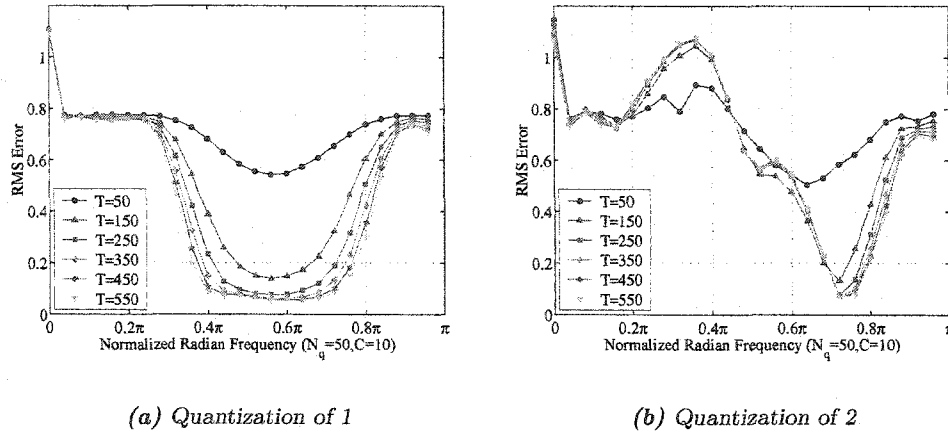 1
0.8
0.6
0.4
0.2
0
RMS Error
T=50
T=150
T=250
T=350
T=450
T=550
0 0.2π 0.4π 0.6π 0.8π π
Normalized Radian Frequency (N_q=50,C=10)
(a) Quantization of 1
1
0.8
0.6
0.4
0.2
0
RMS Error
T=50
T=150
T=250
T=350
T=450
T=550
0 0.2π 0.4π 0.6π 0.8π π
Normalized Radian Frequency (N_q=50,C=10)
(b) Quantization of 2